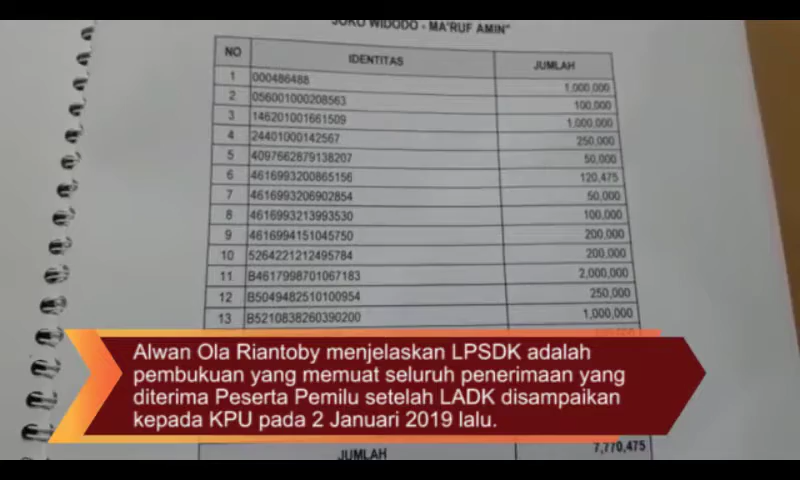 JOKO WIDODO - MA'RUF AMIN"
NO IDENTITAS JUMLAH
1 000486488 1,000,000
2 056001000208563 100,000
3 146201001661509 1,000,000
4 24401000142567 250,000
5 4097662879138207 50,000
6 4616993200865156 120,475
7 4616993206902854 50,000
8 4616993213993530 100,000
9 4616994151045750 200,000
10 5264221212495784 200,000
11 B4617998701067183 2,000,000
12 B5049482510100954 250,000
13 B5210838260390200 1,000,000
Alwan Ola Riantoby menjelaskan LPSDK adalah
pembukuan yang memuat seluruh penerimaan yang
diterima Peserta Pemilu setelah LADK disampaikan
kepada KPU pada 2 Januari 2019 lalu.
JUMLAH 7,770,475